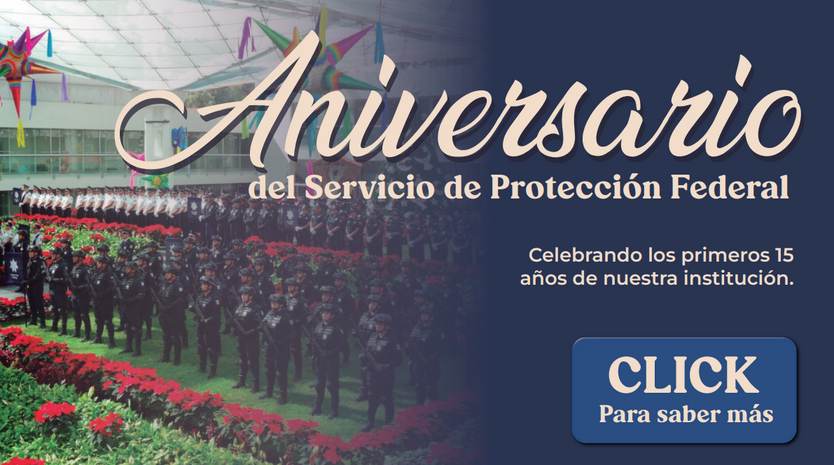 Aniversario
del Servicio de Protección Federal
Celebrando los primeros 15
años de nuestra institución.
CLICK
Para saber más